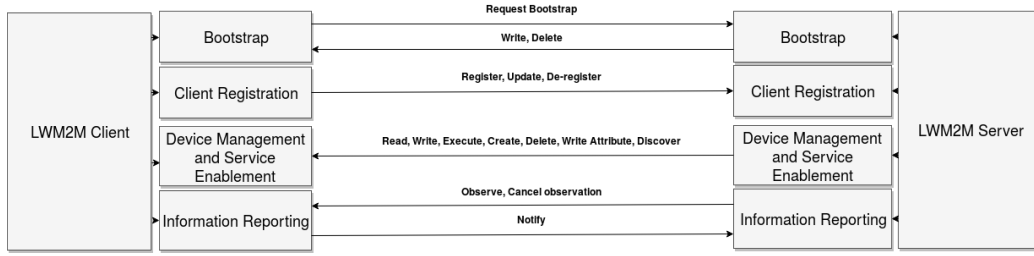 Request Bootstrap
Bootstrap
Write, Delete
Bootstrap
Register, Update, De-register
Client Registration
Client Registration
LWM2M Client
LWM2M Server
Read, Write, Execute, Create, Delete, Write Attribute, Discover
Device Management
and Service
Enablement
Device Management
and Service
Enablement
Observe, Cancel observation
Information Reporting
Notify
Information Reporting